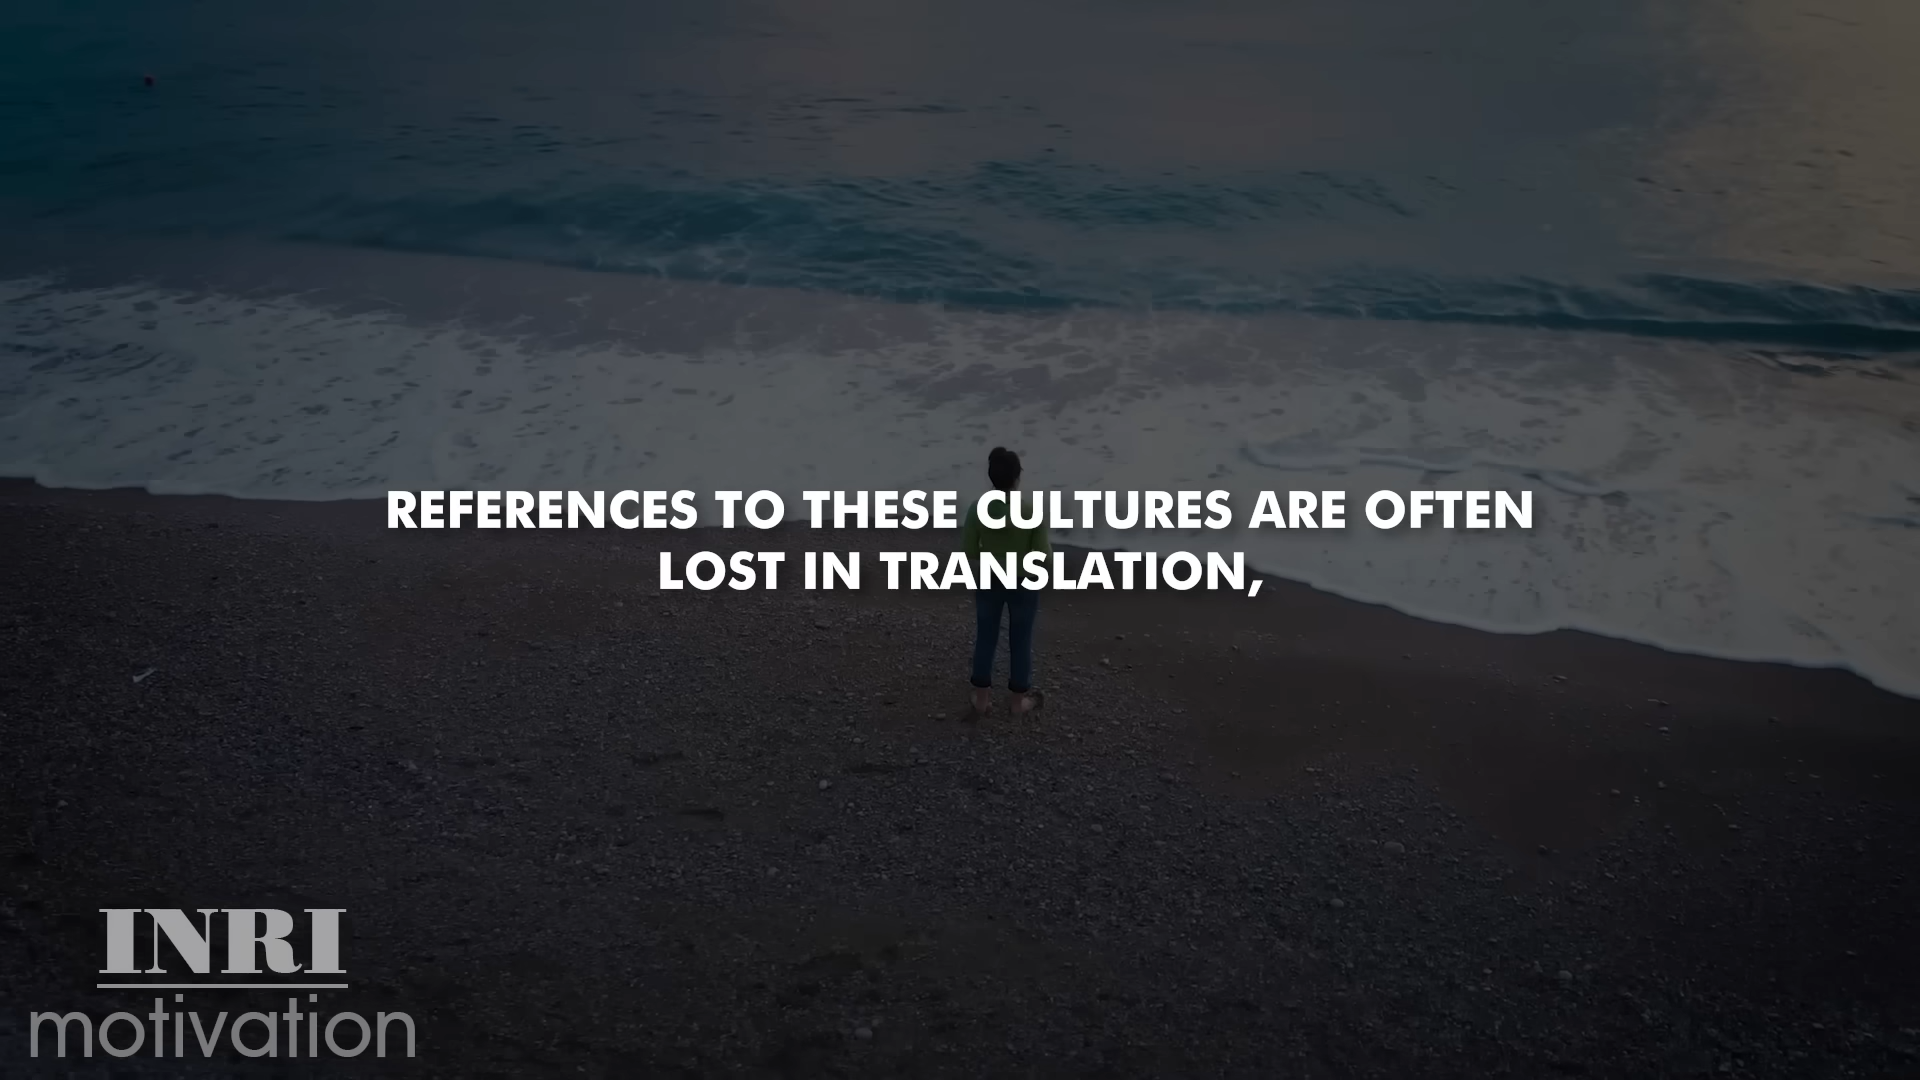 REFERENCES TO THESE CULTURES ARE OFTEN
LOST IN TRANSLATION,
INRI
motivation